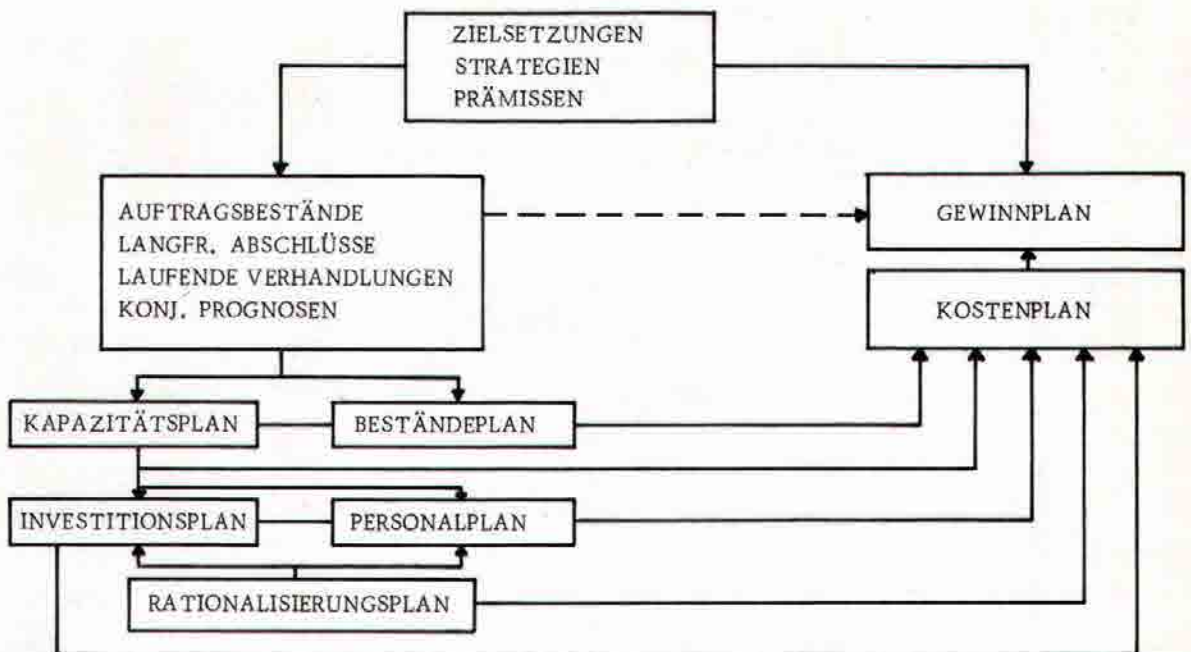 ZIELSETZUNGEN
STRATEGIEN
PRÄMISSEN
AUFTRAGSBESTÄNDE
LANGFR. ABSCHLÜSSE
LAUFENDE VERHANDLUNGEN
KONJ. PROGNOSEN
GEWINNPLAN
KOSTENPLAN
KAPAZITÄTSPLAN
BESTÄNDEPLAN
INVESTITIONSPLAN
PERSONALPLAN
RATIONALISIERUNGSPLAN